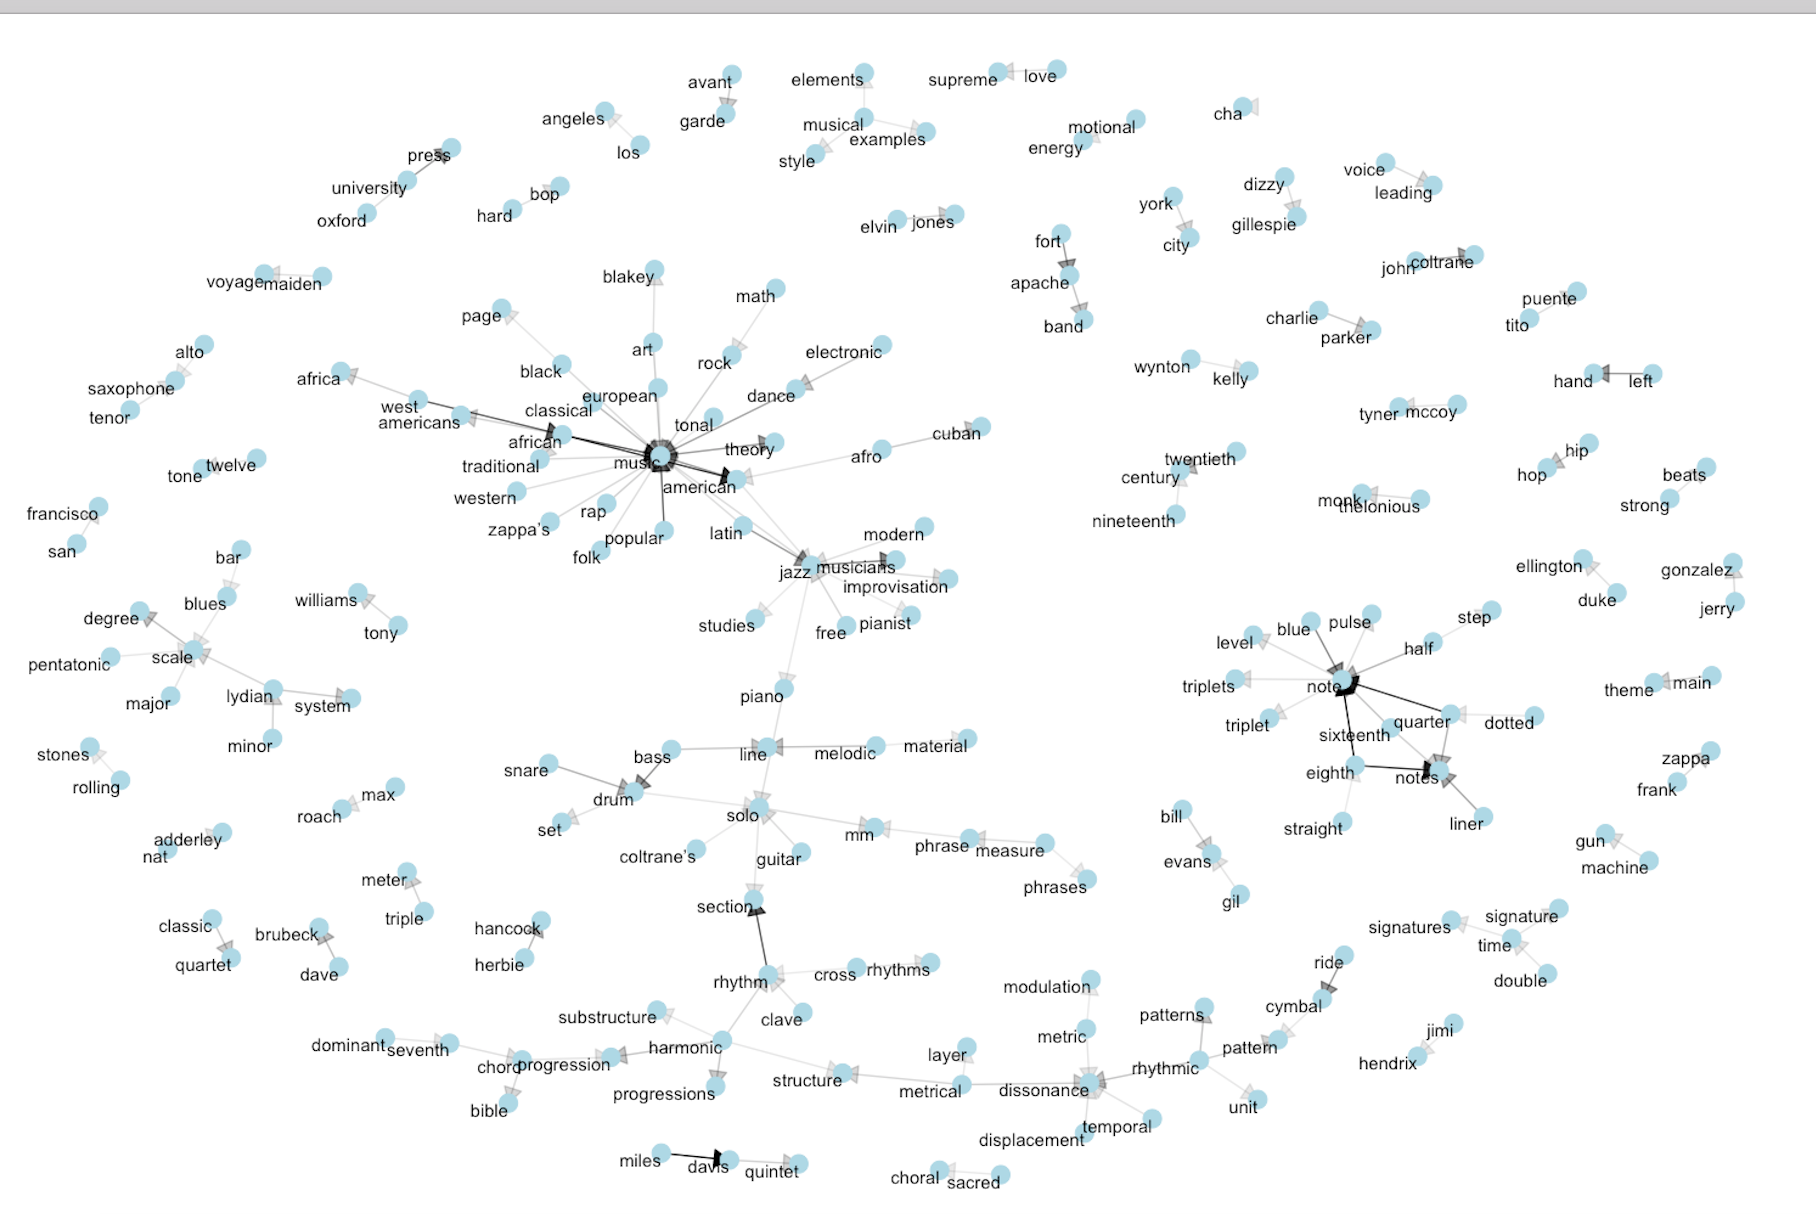 avant
elements
supreme
love
angeles
garde
musical
examples
cha
motional
energy
los
style
press
university
oxford
bop
hard
elvin
jones
york
city
dizzy
gillespie
voice
leading
fort
apache
band
john
coltrane
voyage
maiden
blakey
math
page
puente
tito
charlie
parker
alto
saxophone
tenor
africa
art
rock
electronic
black
european
dance
wynton
kelly
hand
left
west
americans
classical
tonal
tyner
mccoy
african
theory
afro
cuban
traditional
music
american
western
tone
twelve
twentieth
century
nineteenth
hip
hop
beats
strong
monk
thelonious
francisco
san
zappa's
rap
folk
popular
latin
modern
jazz
musicians
improvisation
studies
free
pianist
bar
blues
degree
scale
pentatonic
major
lydian
system
minor
williams
tony
ellington
duke
gonzalez
jerry
level
blue
pulse
step
half
triplets
note
triplet
quarter
dotted
sixteenth
eighth
notes
straight
liner
theme
main
piano
stones
rolling
bass
line
melodic
material
snare
drum
set
solo
coltrane's
guitar
mm
phrase
measure
phrases
zappa
frank
max
roach
adderley
nat
bill
evans
gil
gun
machine
meter
triple
classic
quartet
brubeck
dave
hancock
herbie
section
signatures
signature
time
double
rhythm
cross
rhythms
clave
substructure
modulation
metric
patterns
ride
cymbal
pattern
rhythmic
unit
jimi
hendrix
dominant
seventh
chord
progression
harmonic
progressions
bible
structure
layer
metrical
dissonance
displacement
temporal
miles
davis
quintet
choral
sacred